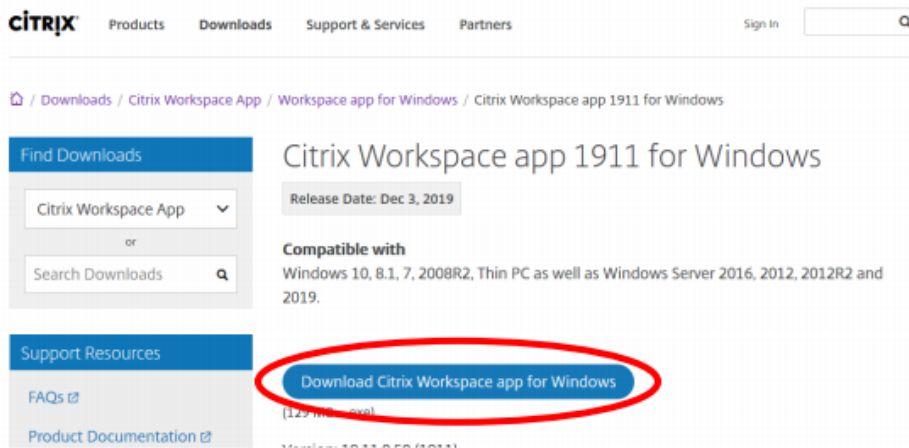 CITRIX Products Downloads Support & Services Partners Sign In
/ Downloads / Citrix Workspace App / Workspace app for Windows / Citrix Workspace app 1911 for Windows
Find Downloads
Citrix Workspace App
or
Search Downloads
Support Resources
FAQs
Product Documentation
Citrix Workspace app 1911 for Windows
Release Date: Dec 3, 2019
Compatible with
Windows 10, 8.1, 7, 2008R2, Thin PC as well as Windows Server 2016, 2012, 2012R2 and
2019.
Download Citrix Workspace app for Windows
(129 MB .exe)